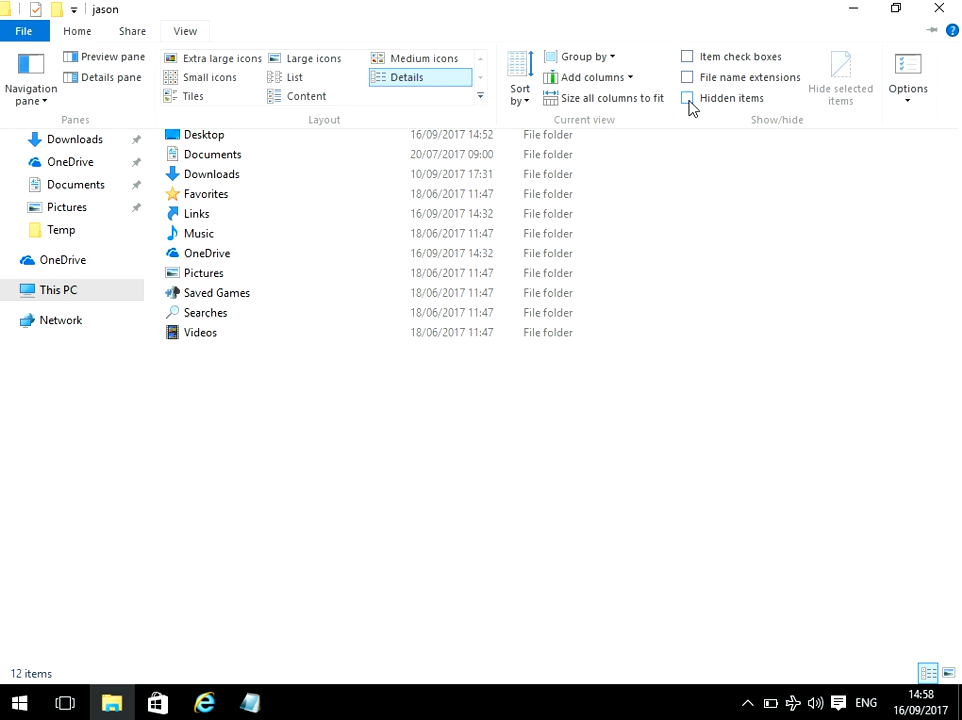 jason
File Home Share View
Navigation pane
Preview pane
Details pane
Panes
Extra large icons Large icons Medium icons
Small icons List Details
Tiles Content
Layout
Sort by
Group by
Add columns
Size all columns to fit
Current view
Item check boxes
File name extensions
Hidden items
Hide selected items
Show/hide
Options
Downloads
OneDrive
Documents
Pictures
Temp
OneDrive
This PC
Network
Desktop 16/09/2017 14:52 File folder
Documents 20/07/2017 09:00 File folder
Downloads 10/09/2017 17:31 File folder
Favorites 18/06/2017 11:47 File folder
Links 16/09/2017 14:32 File folder
Music 18/06/2017 11:47 File folder
OneDrive 16/09/2017 14:32 File folder
Pictures 18/06/2017 11:47 File folder
Saved Games 18/06/2017 11:47 File folder
Searches 18/06/2017 11:47 File folder
Videos 18/06/2017 11:47 File folder
12 items
ENG
14:58
16/09/2017